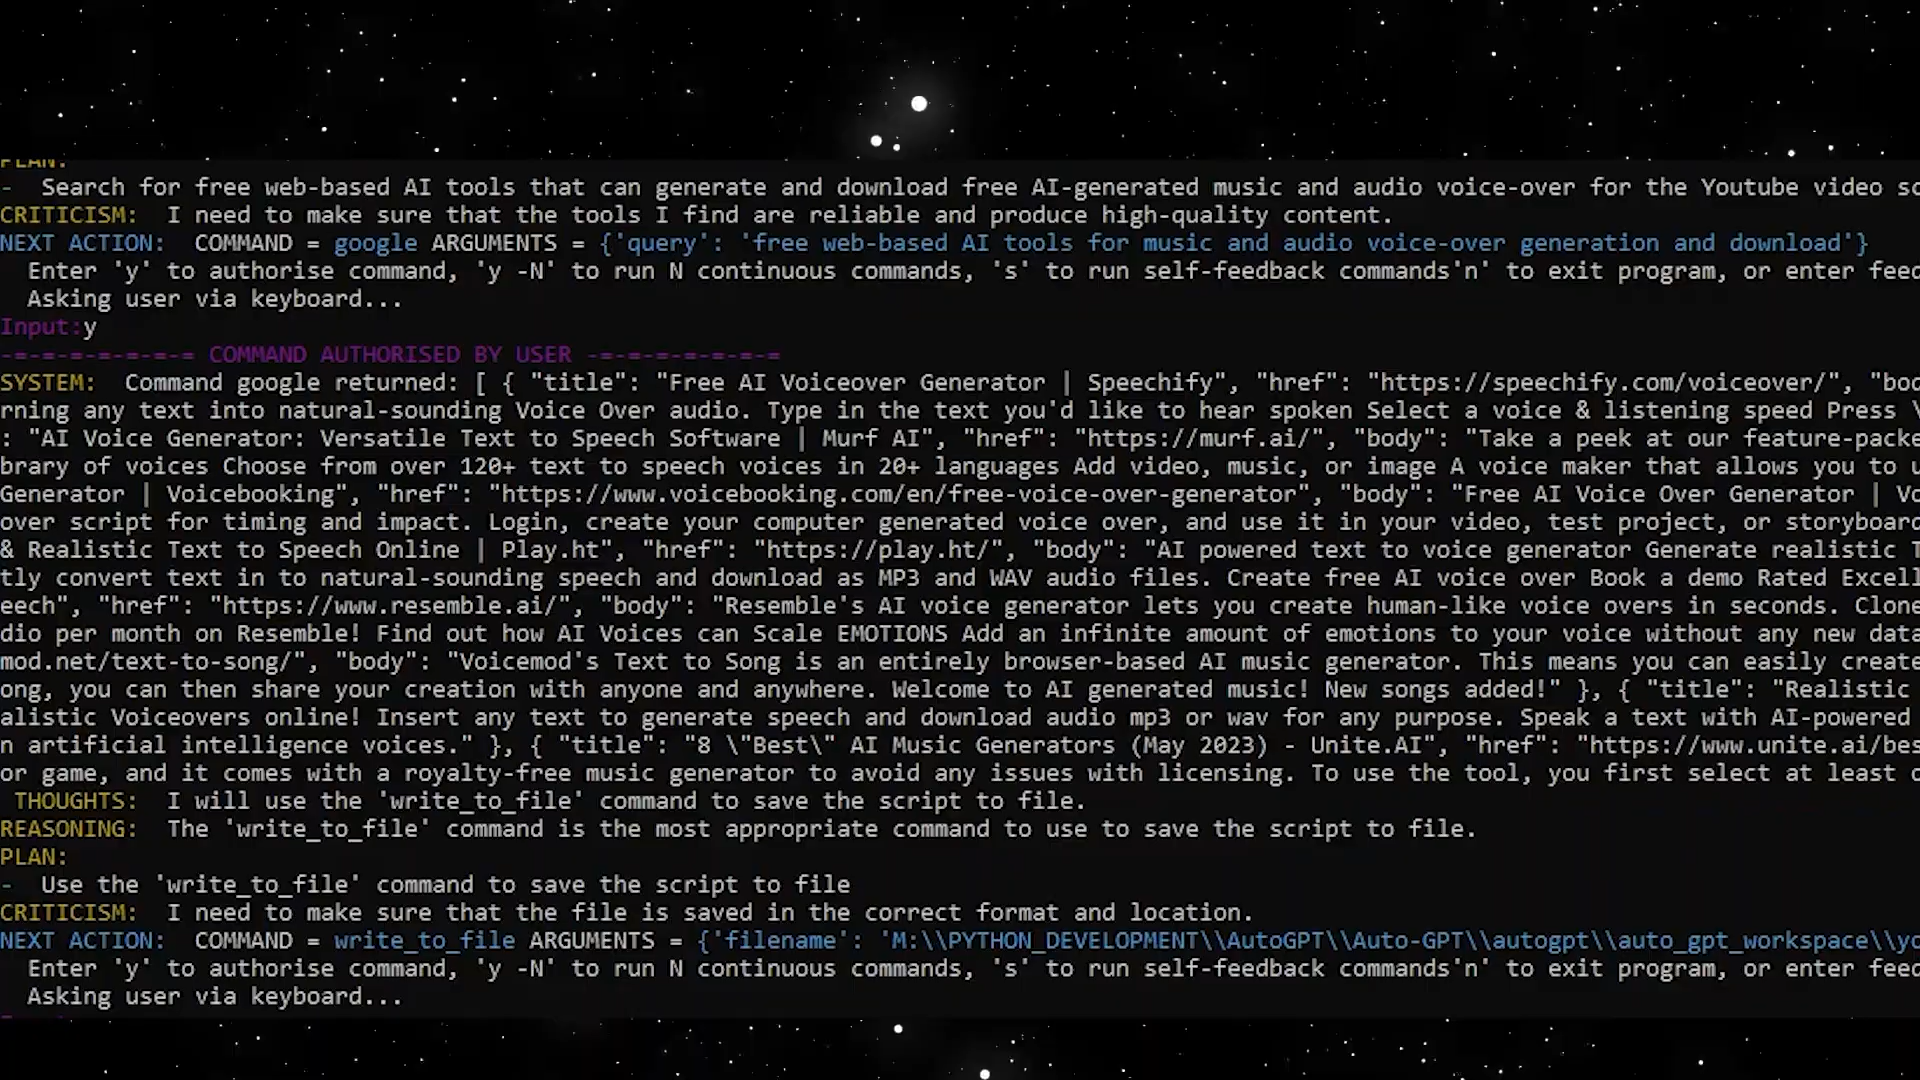 PLAN:
- Search for free web-based AI tools that can generate and download free AI-generated music and audio voice-over for the Youtube video sc
CRITICISM: I need to make sure that the tools I find are reliable and produce high-quality content.
NEXT ACTION: COMMAND = google ARGUMENTS = {'query': 'free web-based AI tools for music and audio voice-over generation and download'}
Enter 'y' to authorise command, 'y -N' to run N continuous commands, 's' to run self-feedback commands'n' to exit program, or enter feed
Asking user via keyboard...
Input:y
-=-=-=-=-=-=-= COMMAND AUTHORISED BY USER -=-=-=-=-=-=-=
SYSTEM: Command google returned: [ { "title": "Free AI Voiceover Generator | Speechify", "href": "https://speechify.com/voiceover/", "bod
rning any text into natural-sounding Voice Over audio. Type in the text you'd like to hear spoken Select a voice & listening speed Press \
: "AI Voice Generator: Versatile Text to Speech Software | Murf AI", "href": "https://murf.ai/", "body": "Take a peek at our feature-packe
brary of voices Choose from over 120+ text to speech voices in 20+ languages Add video, music, or image A voice maker that allows you to u
Generator | Voicebooking", "href": "https://www.voicebooking.com/en/free-voice-over-generator", "body": "Free AI Voice Over Generator | Vo
over script for timing and impact. Login, create your computer generated voice over, and use it in your video, test project, or storyboard
& Realistic Text to Speech Online | Play.ht", "href": "https://play.ht/", "body": "AI powered text to voice generator Generate realistic T
tly convert text in to natural-sounding speech and download as MP3 and WAV audio files. Create free AI voice over Book a demo Rated Excell
eech", "href": "https://www.resemble.ai/", "body": "Resemble's AI voice generator lets you create human-like voice overs in seconds. Clone
dio per month on Resemble! Find out how AI Voices can Scale EMOTIONS Add an infinite amount of emotions to your voice without any new data
mod.net/text-to-song/", "body": "Voicemod's Text to Song is an entirely browser-based AI music generator. This means you can easily create
ong, you can then share your creation with anyone and anywhere. Welcome to AI generated music! New songs added!" }, { "title": "Realistic
alistic Voiceovers online! Insert any text to generate speech and download audio mp3 or wav for any purpose. Speak a text with AI-powered
n artificial intelligence voices." }, { "title": "8 \"Best\" AI Music Generators (May 2023) - Unite.AI", "href": "https://www.unite.ai/bes
or game, and it comes with a royalty-free music generator to avoid any issues with licensing. To use the tool, you first select at least o
THOUGHTS: I will use the 'write_to_file' command to save the script to file.
REASONING: The 'write_to_file' command is the most appropriate command to use to save the script to file.
PLAN:
- Use the 'write_to_file' command to save the script to file
CRITICISM: I need to make sure that the file is saved in the correct format and location.
NEXT ACTION: COMMAND = write_to_file ARGUMENTS = {'filename': 'M:\\PYTHON_DEVELOPMENT\\AutoGPT\\Auto-GPT\\autogpt\\auto_gpt_workspace\\yo
Enter 'y' to authorise command, 'y -N' to run N continuous commands, 's' to run self-feedback commands'n' to exit program, or enter feed
Asking user via keyboard...